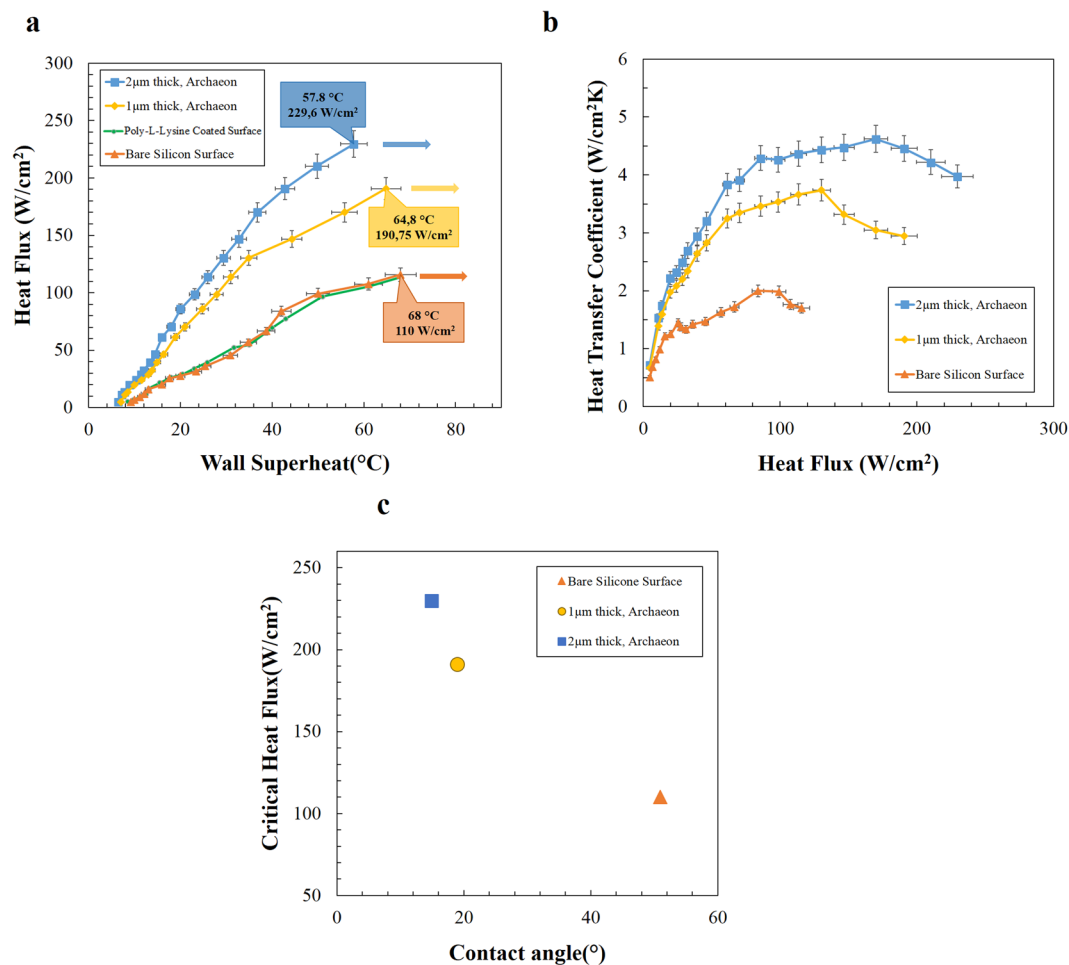 a
300
250
200
150
100
50
0
0
20
40
60
80
Heat Flux (W/cm²)
Wall Superheat(°C)
2μm thick, Archaeon
1μm thick, Archaeon
Poly-L-Lysine Coated Surface
Bare Silicon Surface
57.8 °C
229,6 W/cm²
64,8 °C
190,75 W/cm²
68 °C
110 W/cm²
b
6
5
4
3
2
1
0
0
100
200
300
Heat Transfer Coefficient (W/cm²K)
Heat Flux (W/cm²)
2μm thick, Archaeon
1μm thick, Archaeon
Bare Silicon Surface
c
250
200
150
100
50
0
20
40
60
Critical Heat Flux(W/cm²)
Contact angle(°)
Bare Silicone Surface
1μm thick, Archaeon
2μm thick, Archaeon